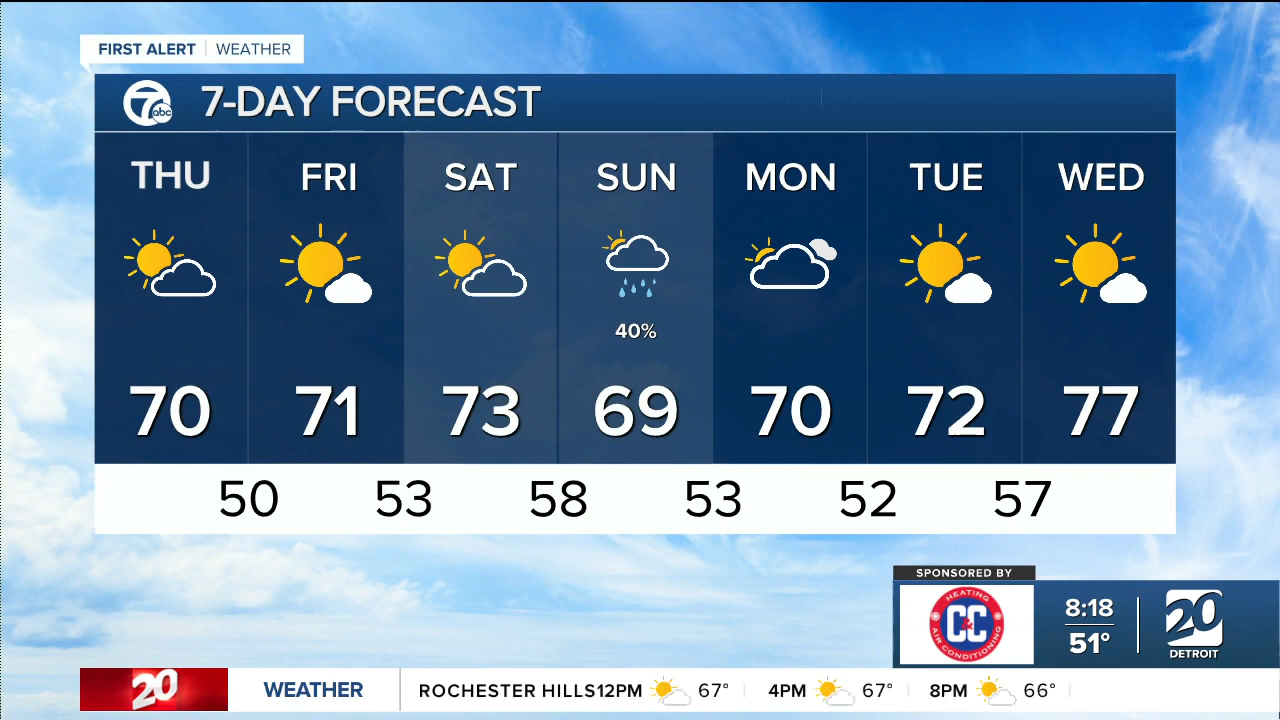 FIRST ALERT | WEATHER
7 abc 7-DAY FORECAST
THU FRI SAT SUN MON TUE WED
40%
70 71 73 69 70 72 77
50 53 58 53 52 57
SPONSORED BY
HEATING
C&C
AIR CONDITIONING
8:18
51°
20
DETROIT
20 WEATHER ROCHESTER HILLS12PM 67° 4PM 67° 8PM 66°